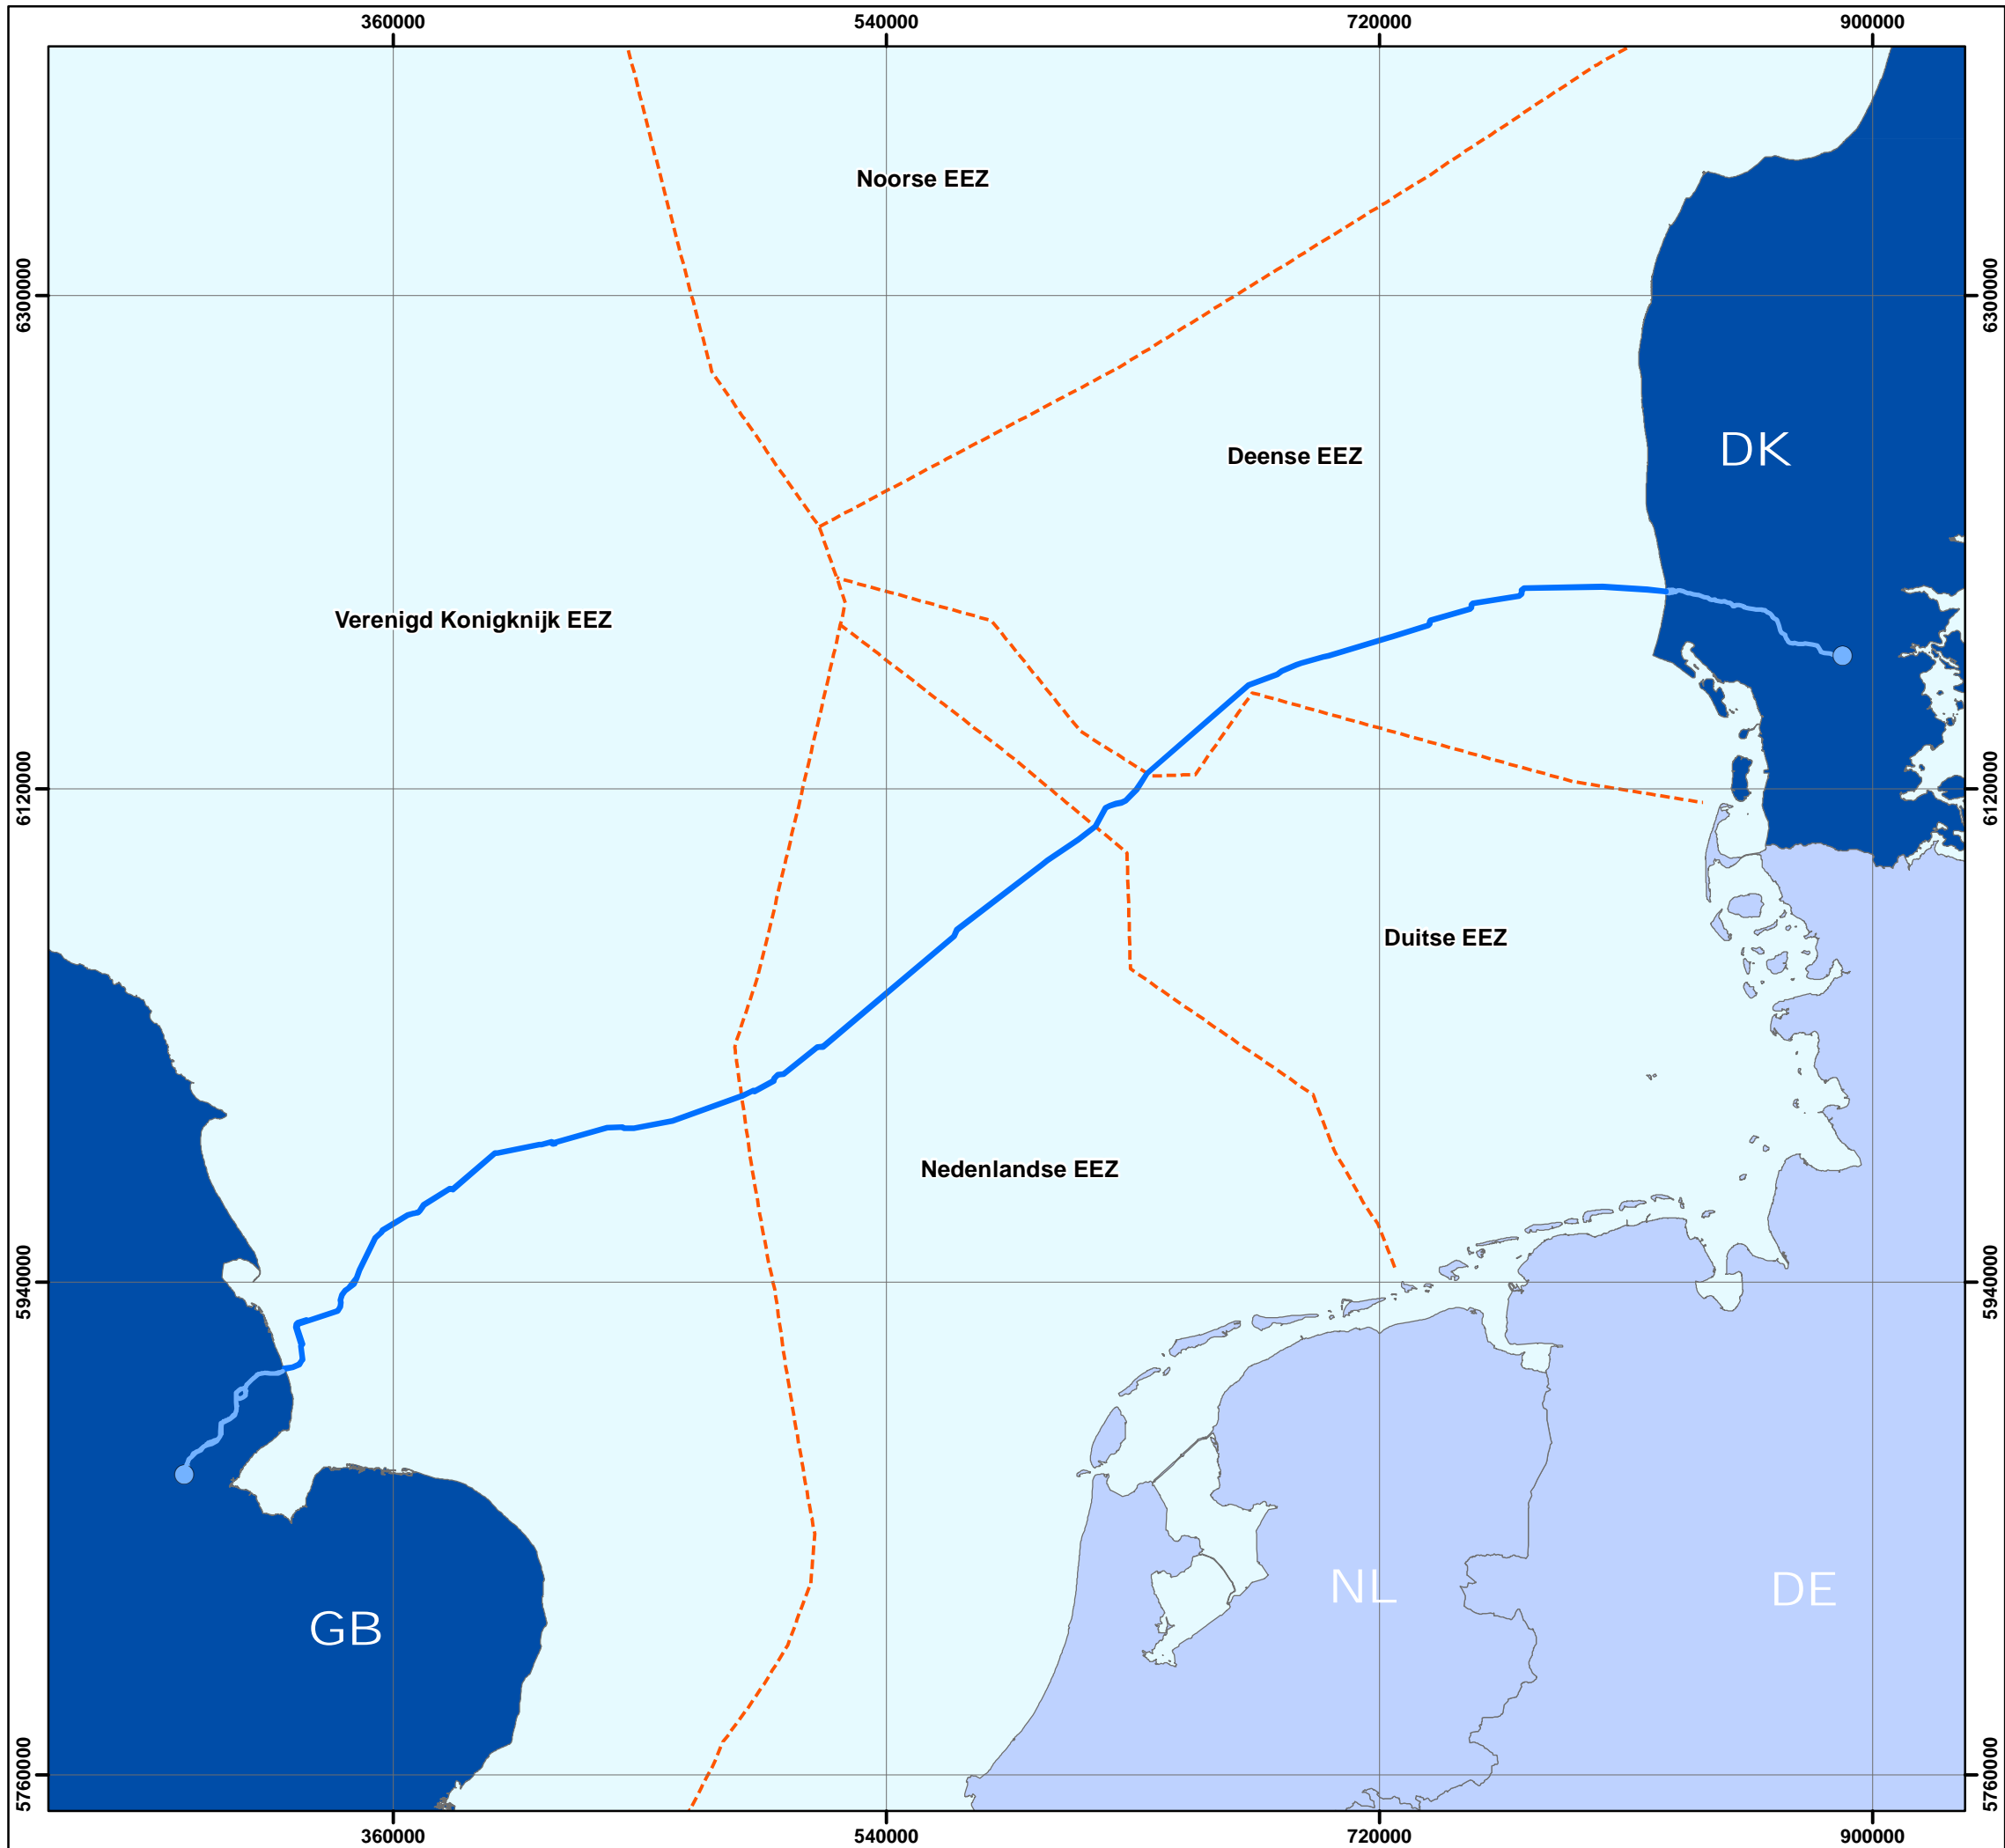 360000 540000 720000 900000
Noorse EEZ
6300000 6300000
Deense EEZ
DK
Verenigd Konigknijk EEZ
6120000 6120000
Duitse EEZ
Nedenlandse EEZ
5940000 5940000
NL DE
GB
5760000 5760000
360000 540000 720000 900000